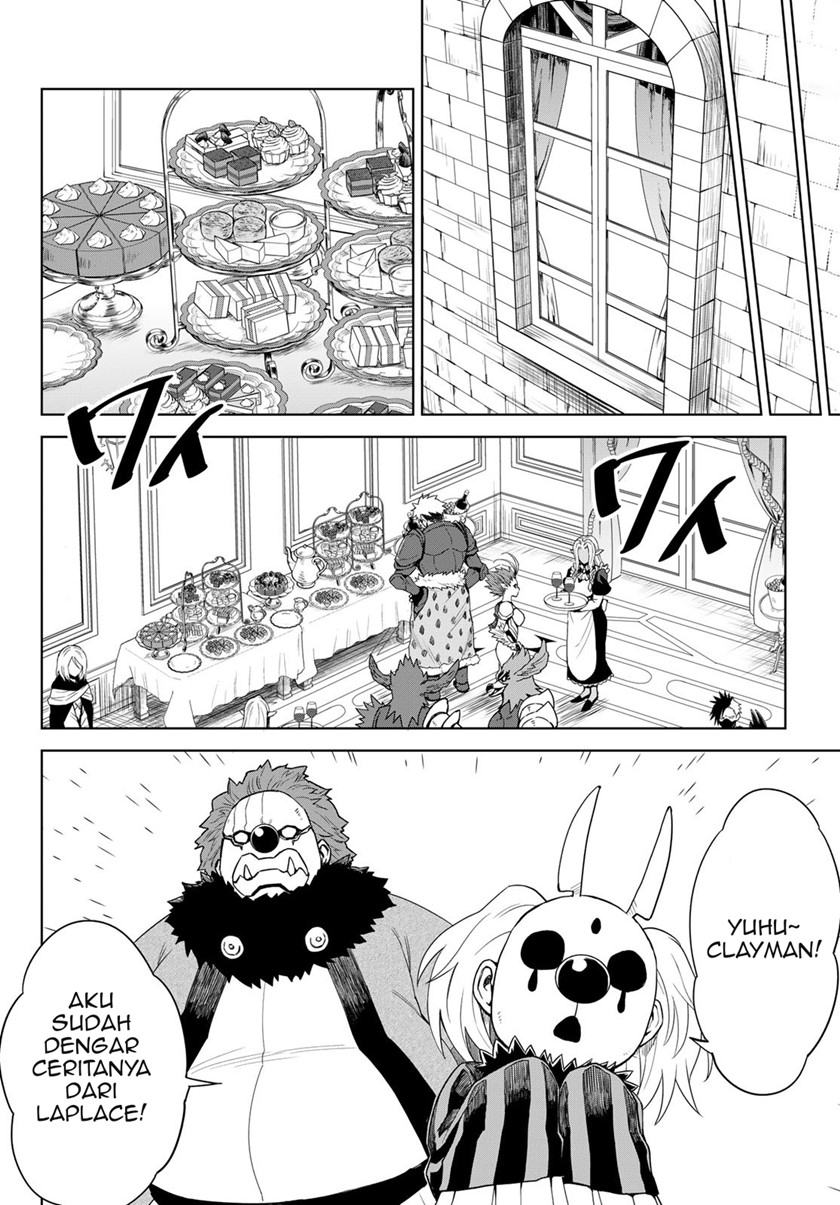 ワイ
ワイ
YUHU~
CLAYMAN!
AKU
SUDAH
DENGAR
CERITANYA
DARI
LAPLACE!